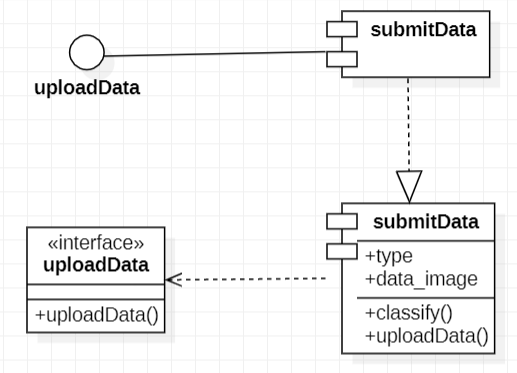 submitData
uploadData
submitData
+type
+data_image
+classify()
+uploadData()
«interface»
uploadData
+uploadData()